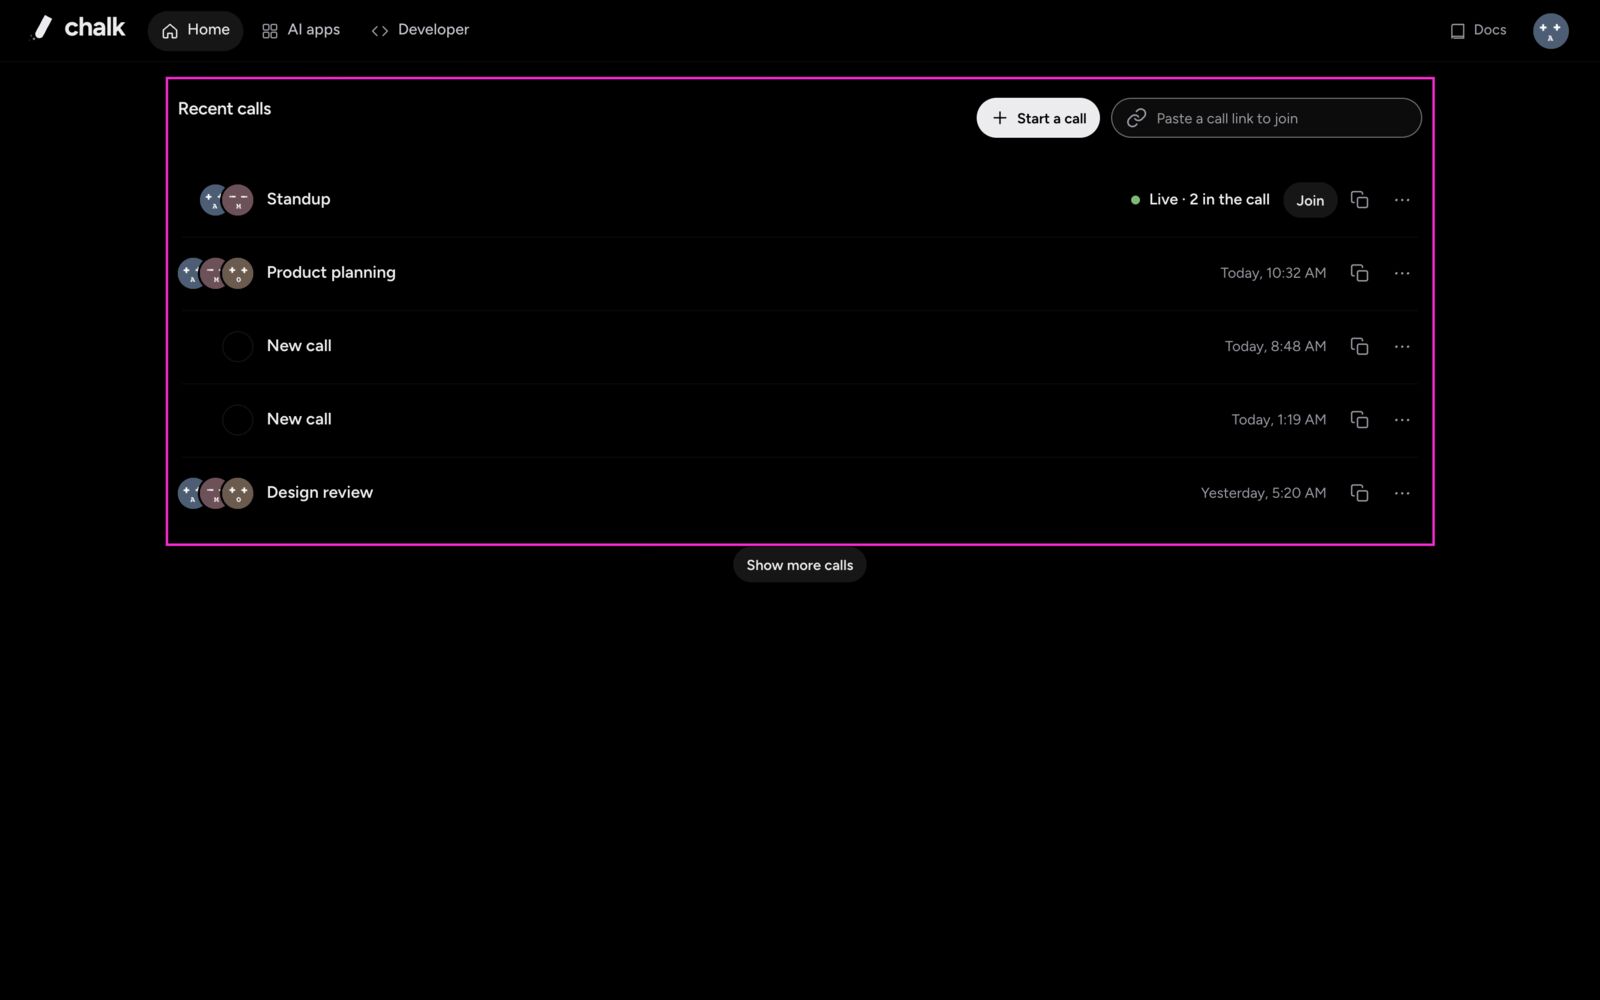 chalk
Home
AI apps
Developer
Docs
A
Recent calls
Start a call
Paste a call link to join
A M
Standup
Live · 2 in the call
Join
A M O
Product planning
Today, 10:32 AM
New call
Today, 8:48 AM
New call
Today, 1:19 AM
A M O
Design review
Yesterday, 5:20 AM
Show more calls